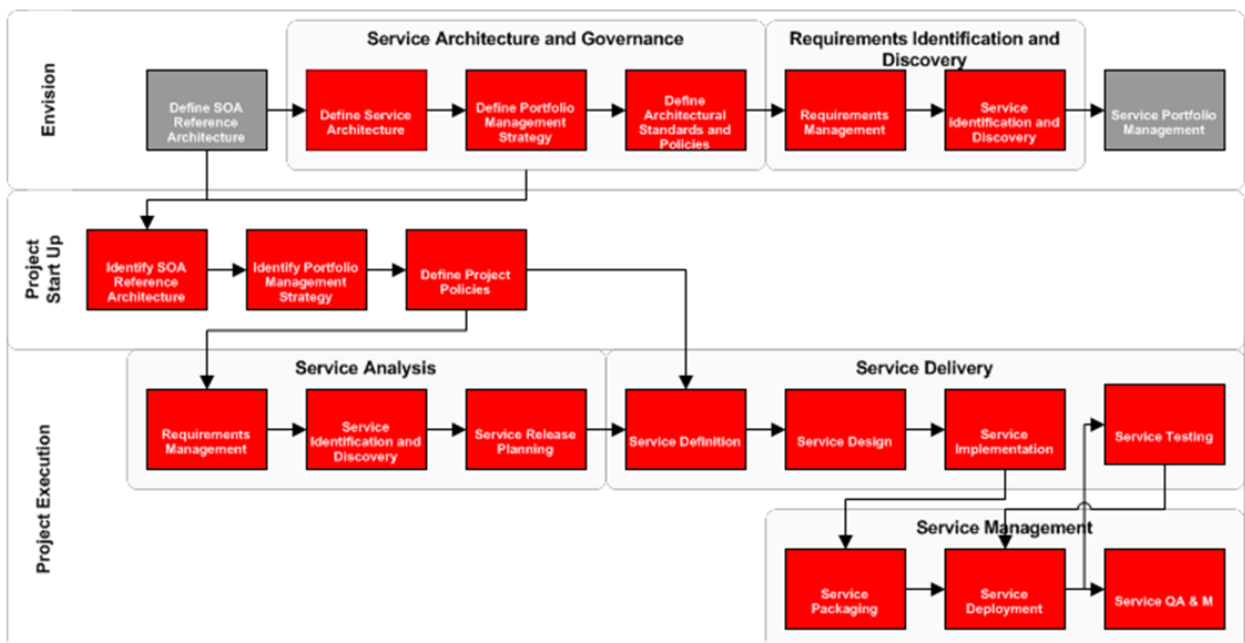 Envision
Service Architecture and Governance
Requirements Identification and
Discovery
Define SOA
Reference
Architecture
Define Service
Architecture
Define Portfolio
Management
Strategy
Define
Architectural
Standards and
Policies
Requirements
Management
Service
Identification and
Discovery
Service Portfolio
Management
Project
Start Up
Identify SOA
Reference
Architecture
Identify Portfolio
Management
Strategy
Define Project
Policies
Project Execution
Service Analysis
Requirements
Management
Service
Identification and
Discovery
Service Release
Planning
Service Delivery
Service Definition
Service Design
Service
Implementation
Service Testing
Service Management
Service
Packaging
Service
Deployment
Service QA & M